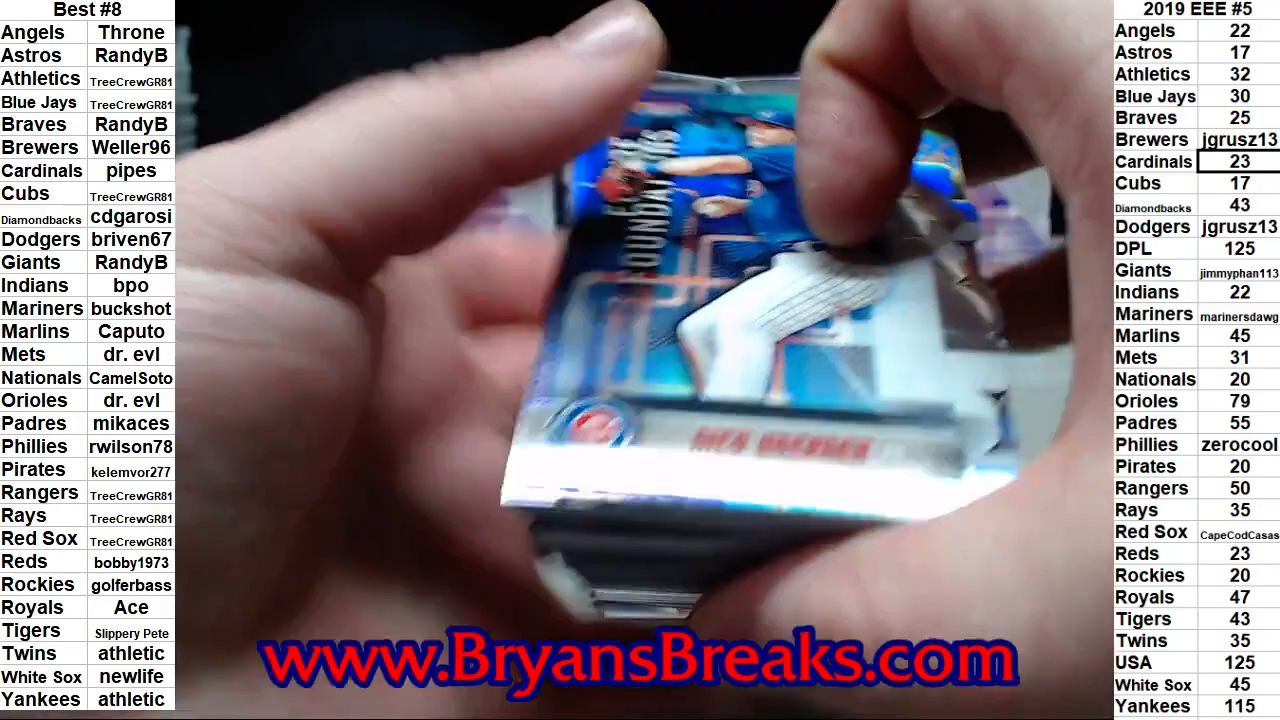 Best #8
Angels Throne
Astros RandyB
Athletics TreeCrewGR81
Blue Jays TreeCrewGR81
Braves RandyB
Brewers Weller96
Cardinals pipes
Cubs TreeCrewGR81
Diamondbacks cdgarosi
Dodgers briven67
Giants RandyB
Indians bpo
Mariners buckshot
Marlins Caputo
Mets dr. evl
Nationals CamelSoto
Orioles dr. evl
Padres mikaces
Phillies rwilson78
Pirates kelemvor277
Rangers TreeCrewGR81
Rays TreeCrewGR81
Red Sox TreeCrewGR81
Reds bobby1973
Rockies golferbass
Royals Ace
Tigers Slippery Pete
Twins athletic
White Sox newlife
Yankees athletic
www.BryansBreaks.com
2019 EEE #5
Angels 22
Astros 17
Athletics 32
Blue Jays 30
Braves 25
Brewers jgrusz13
Cardinals 23
Cubs 17
Diamondbacks 43
Dodgers jgrusz13
DPL 125
Giants jimmyphan113
Indians 22
Mariners marinersdawg
Marlins 45
Mets 31
Nationals 20
Orioles 79
Padres 55
Phillies zerocool
Pirates 20
Rangers 50
Rays 35
Red Sox CapeCodCasas
Reds 23
Rockies 20
Royals 47
Tigers 43
Twins 35
USA 125
White Sox 45
Yankees 115